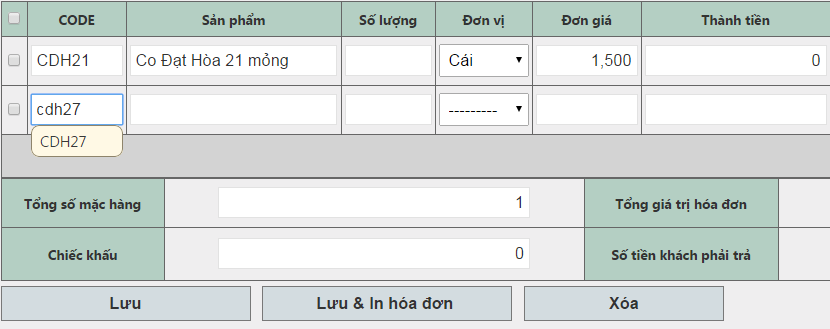 CODE Sản phẩm Số lượng Đơn vị Đơn giá Thành tiền
CDH21 Co Đạt Hòa 21 mỏng Cái 1,500 0
cdh27 ---------
CDH27
Tổng số mặc hàng 1 Tổng giá trị hóa đơn
Chiếc khấu 0 Số tiền khách phải trả
Lưu Lưu & In hóa đơn Xóa